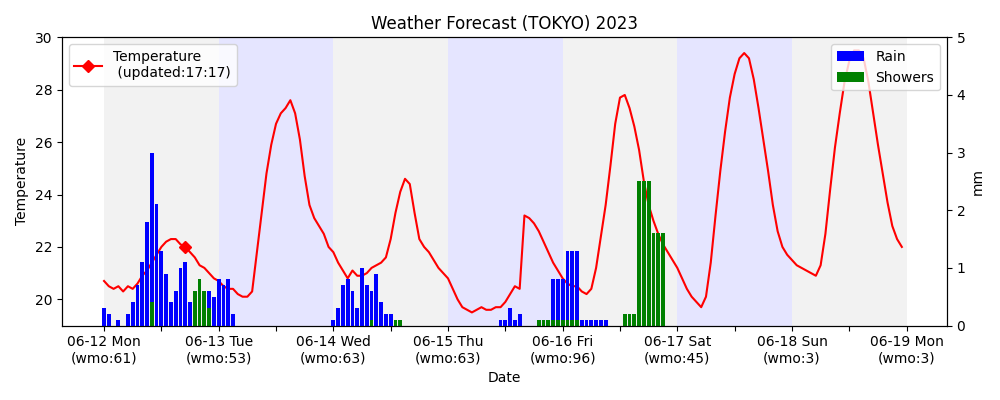 Weather Forecast (TOKYO) 2023
Temperature
(updated:17:17)
Rain
Showers
30
28
26
24
22
20
Temperature
5
4
3
2
1
0
mm
06-12 Mon
(wmo:61)
06-13 Tue
(wmo:53)
06-14 Wed
(wmo:63)
06-15 Thu
(wmo:63)
06-16 Fri
(wmo:96)
06-17 Sat
(wmo:45)
06-18 Sun
(wmo:3)
06-19 Mon
(wmo:3)
Date